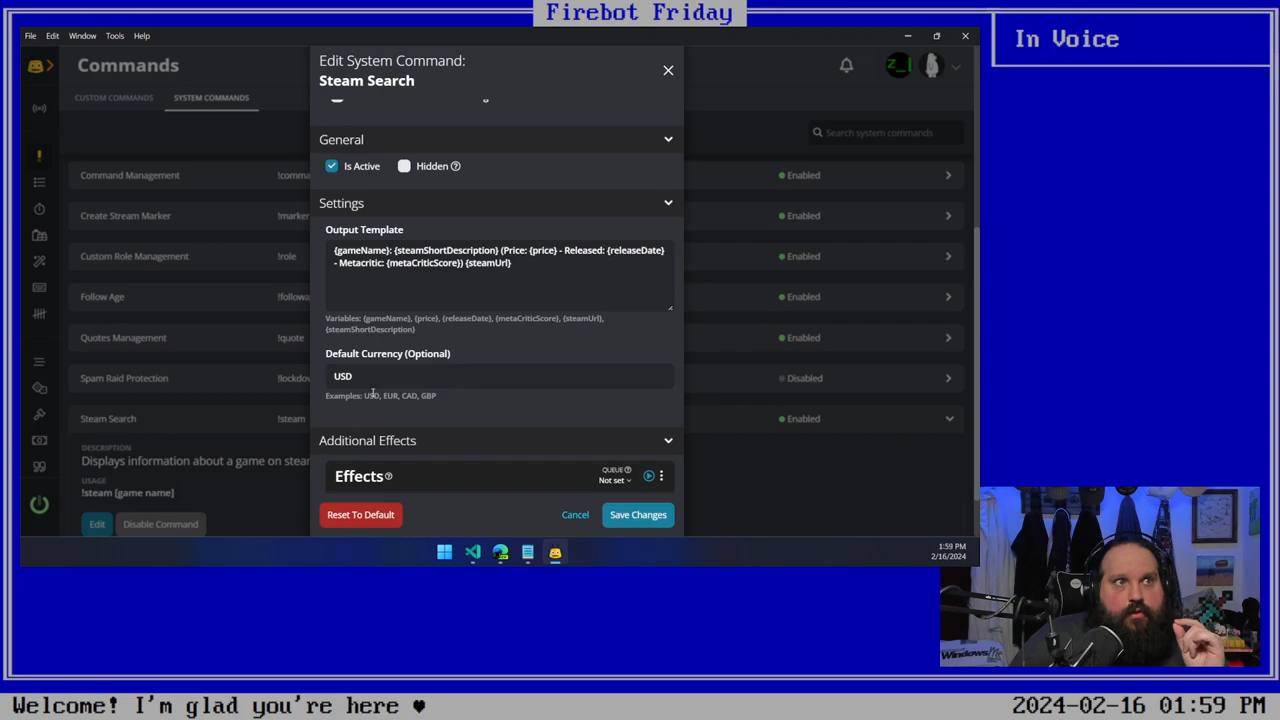 Firebot Friday
In Voice
File Edit Window Tools Help
Commands
CUSTOM COMMANDS SYSTEM COMMANDS
Search system commands
Edit System Command:
Steam Search
General
Is Active
Hidden
Settings
Output Template
{gameName}: {steamShortDescription} (Price: {price} - Released: {releaseDate}
- Metacritic: {metaCriticScore}) {steamUrl}
Variables: {gameName}, {price}, {releaseDate}, {metaCriticScore}, {steamUrl},
{steamShortDescription}
Default Currency (Optional)
USD
Examples: USD, EUR, CAD, GBP
Additional Effects
Effects
QUEUE
Not set
Reset To Default
Cancel
Save Changes
Command Management !comma Enabled
Create Stream Marker !marker Enabled
Custom Role Management !role Enabled
Follow Age !followa Enabled
Quotes Management !quote Enabled
Spam Raid Protection !lockdov Disabled
Steam Search !steam Enabled
DESCRIPTION
Displays information about a game on stear
USAGE
!steam [game name]
Edit Disable Command
1:59 PM
2/16/2024
WindowsMe
Welcome! I'm glad you're here ♥
2024-02-16 01:59 PM